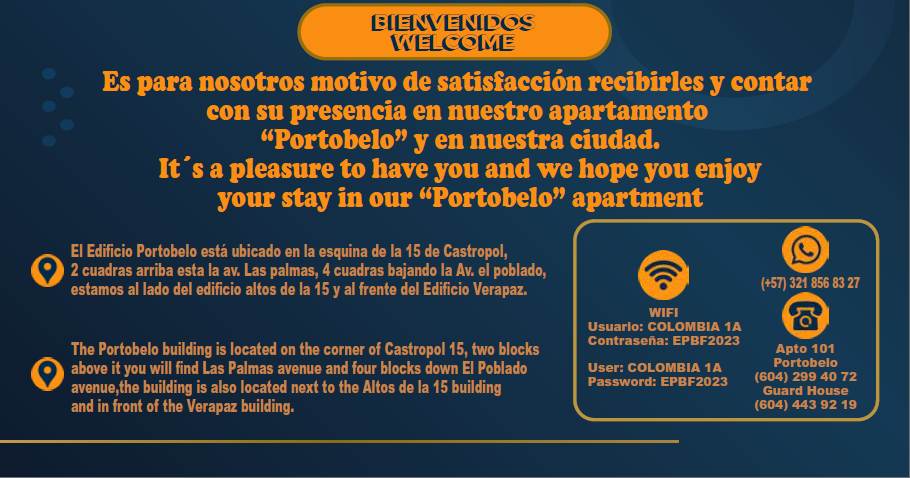 BIENVENIDOS
WELCOME
Es para nosotros motivo de satisfacción recibirles y contar
con su presencia en nuestro apartamento
“Portobelo” y en nuestra ciudad.
It´s a pleasure to have you and we hope you enjoy
your stay in our “Portobelo” apartment
El Edificio Portobelo está ubicado en la esquina de la 15 de Castropol,
2 cuadras arriba esta la av. Las palmas, 4 cuadras bajando la Av. el poblado,
estamos al lado del edificio altos de la 15 y al frente del Edificio Verapaz.
The Portobelo building is located on the corner of Castropol 15, two blocks
above it you will find Las Palmas avenue and four blocks down El Poblado
avenue,the building is also located next to the Altos de la 15 building
and in front of the Verapaz building.
WIFI
Usuario: COLOMBIA 1A
Contraseña: EPBF2023
User: COLOMBIA 1A
Password: EPBF2023
(+57) 321 856 83 27
Apto 101
Portobelo
(604) 299 40 72
Guard House
(604) 443 92 19